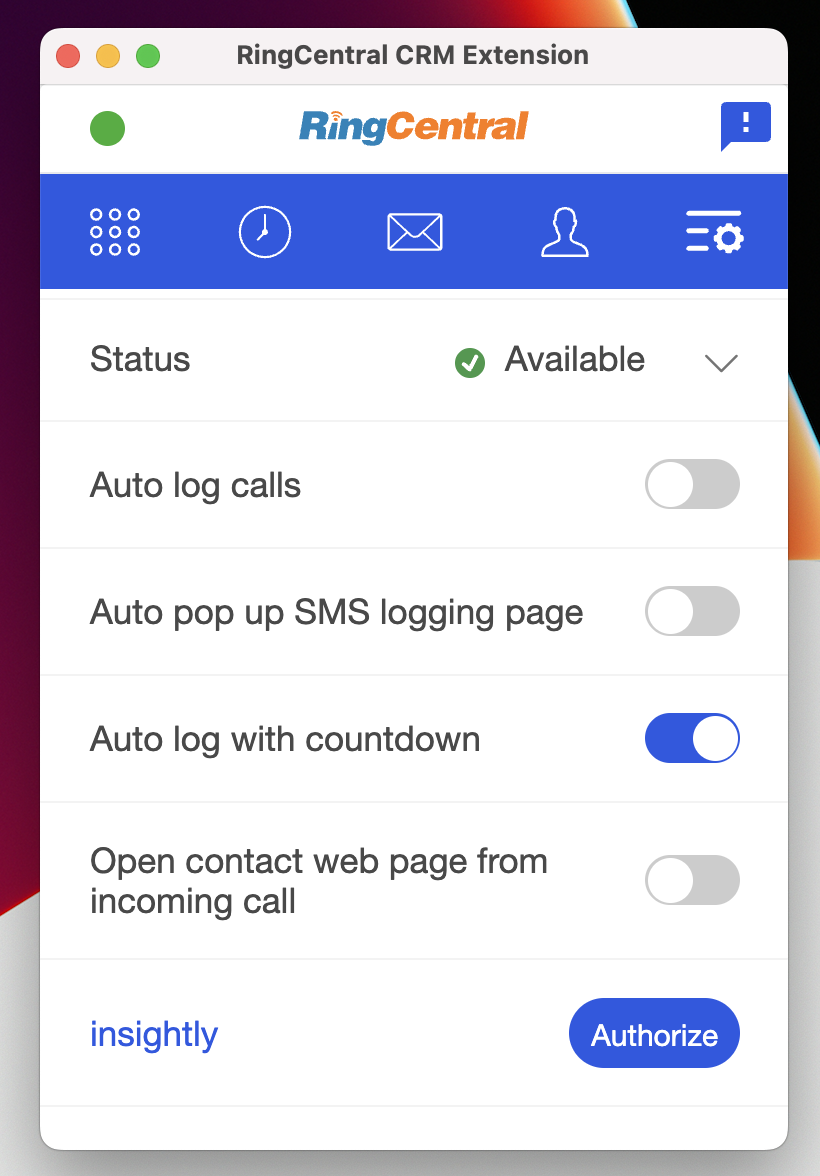 RingCentral CRM Extension
RingCentral
!
Status
Available
Auto log calls
Auto pop up SMS logging page
Auto log with countdown
Open contact web page from
incoming call
insightly
Authorize